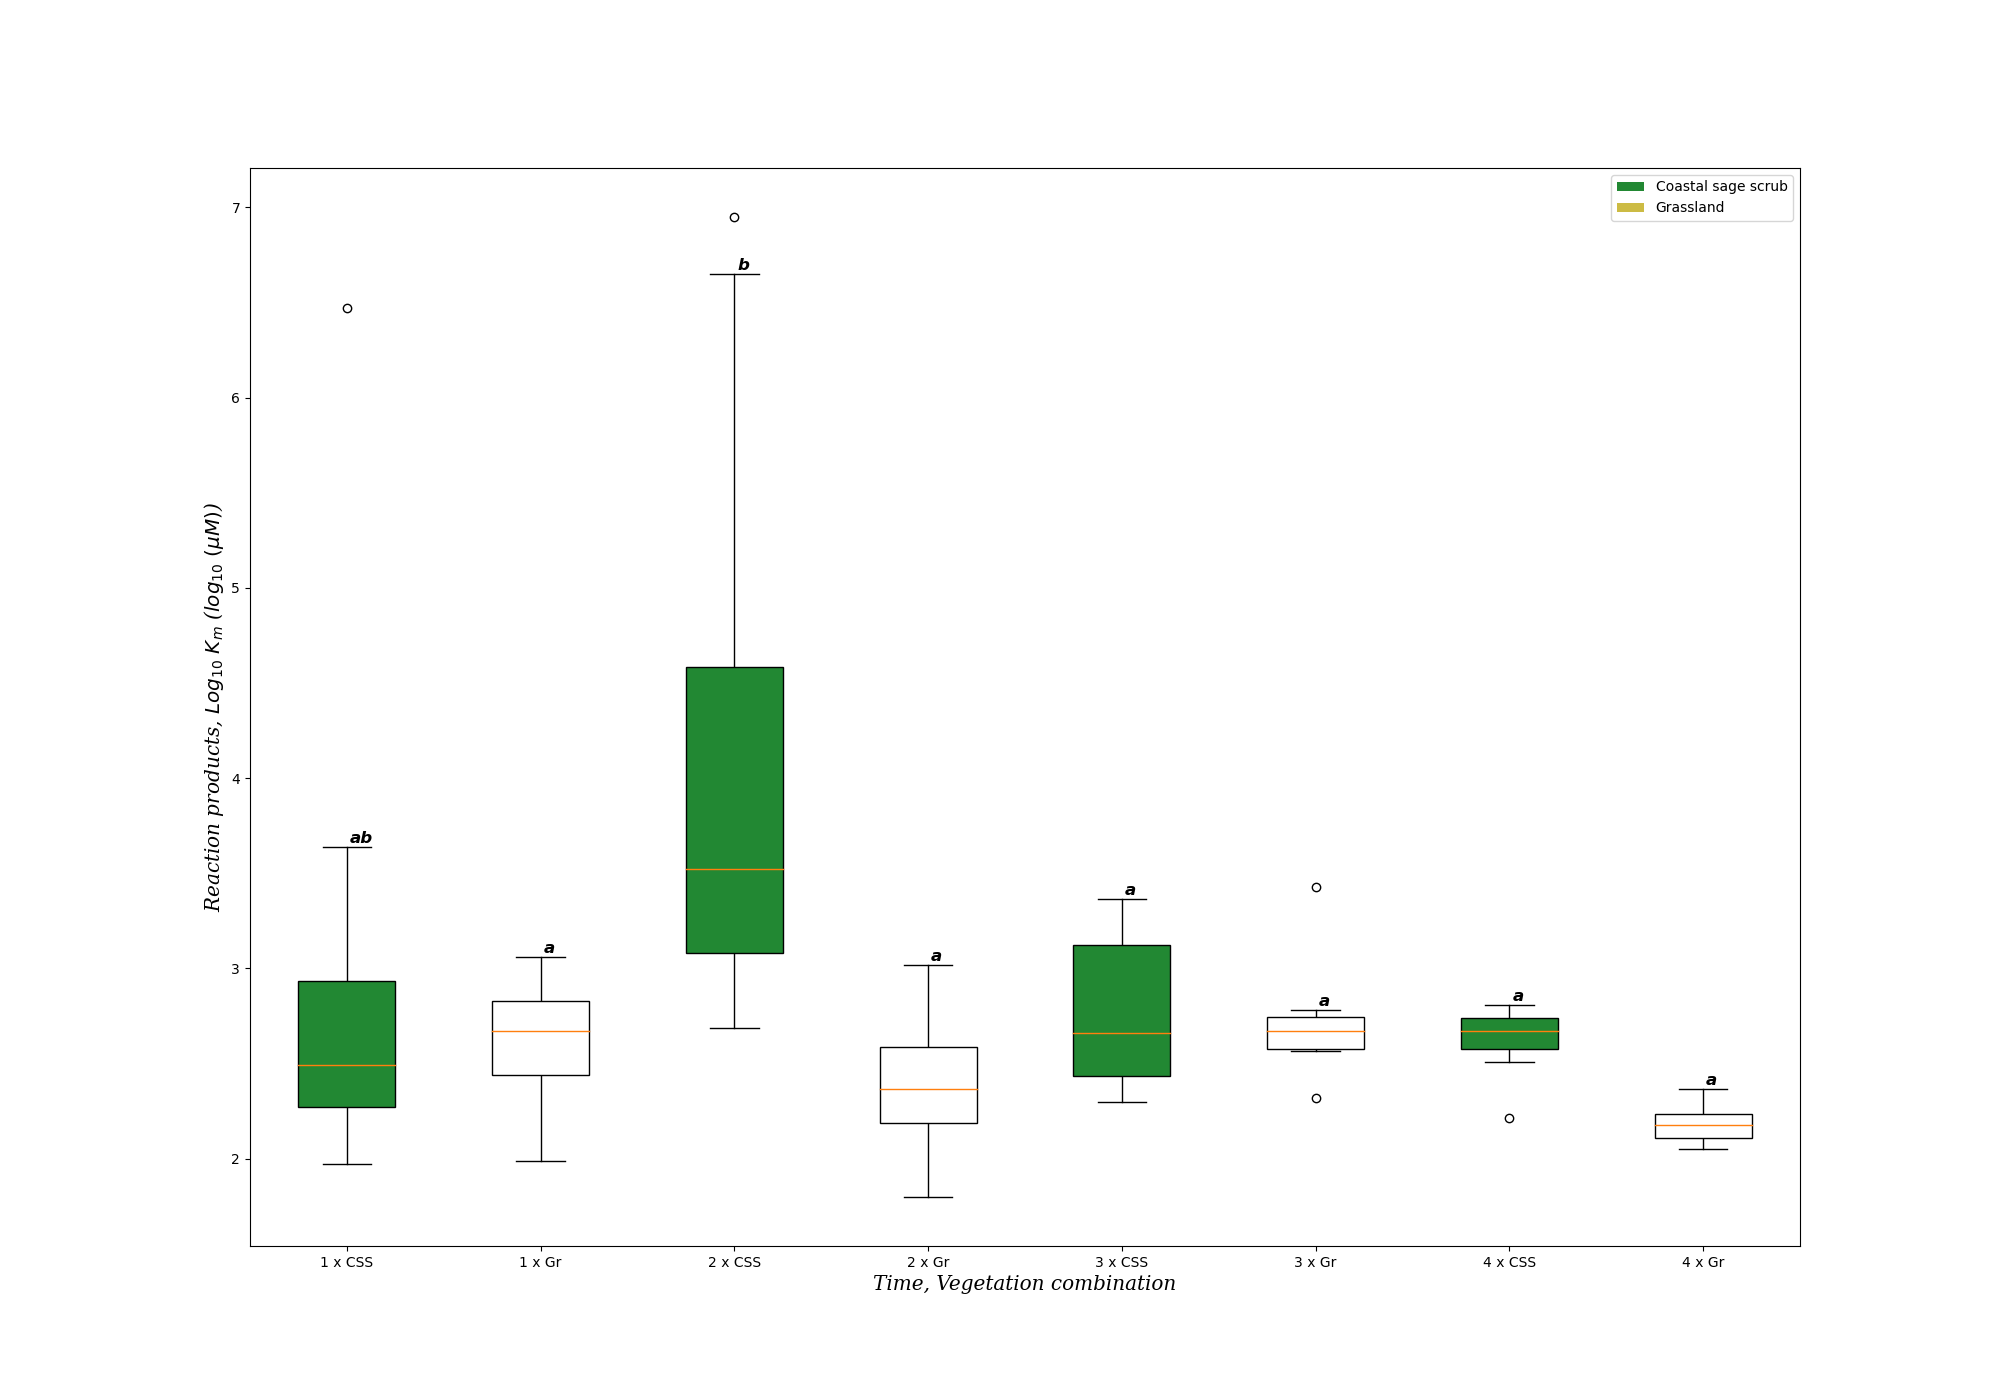 Coastal sage scrub
Grassland
7
6
5
4
3
2
Reaction products, Log₁₀ Kₘ (log₁₀ (μM))
b
ab
a
a
a
a
a
a
1 x CSS 1 x Gr 2 x CSS 2 x Gr 3 x CSS 3 x Gr 4 x CSS 4 x Gr
Time, Vegetation combination